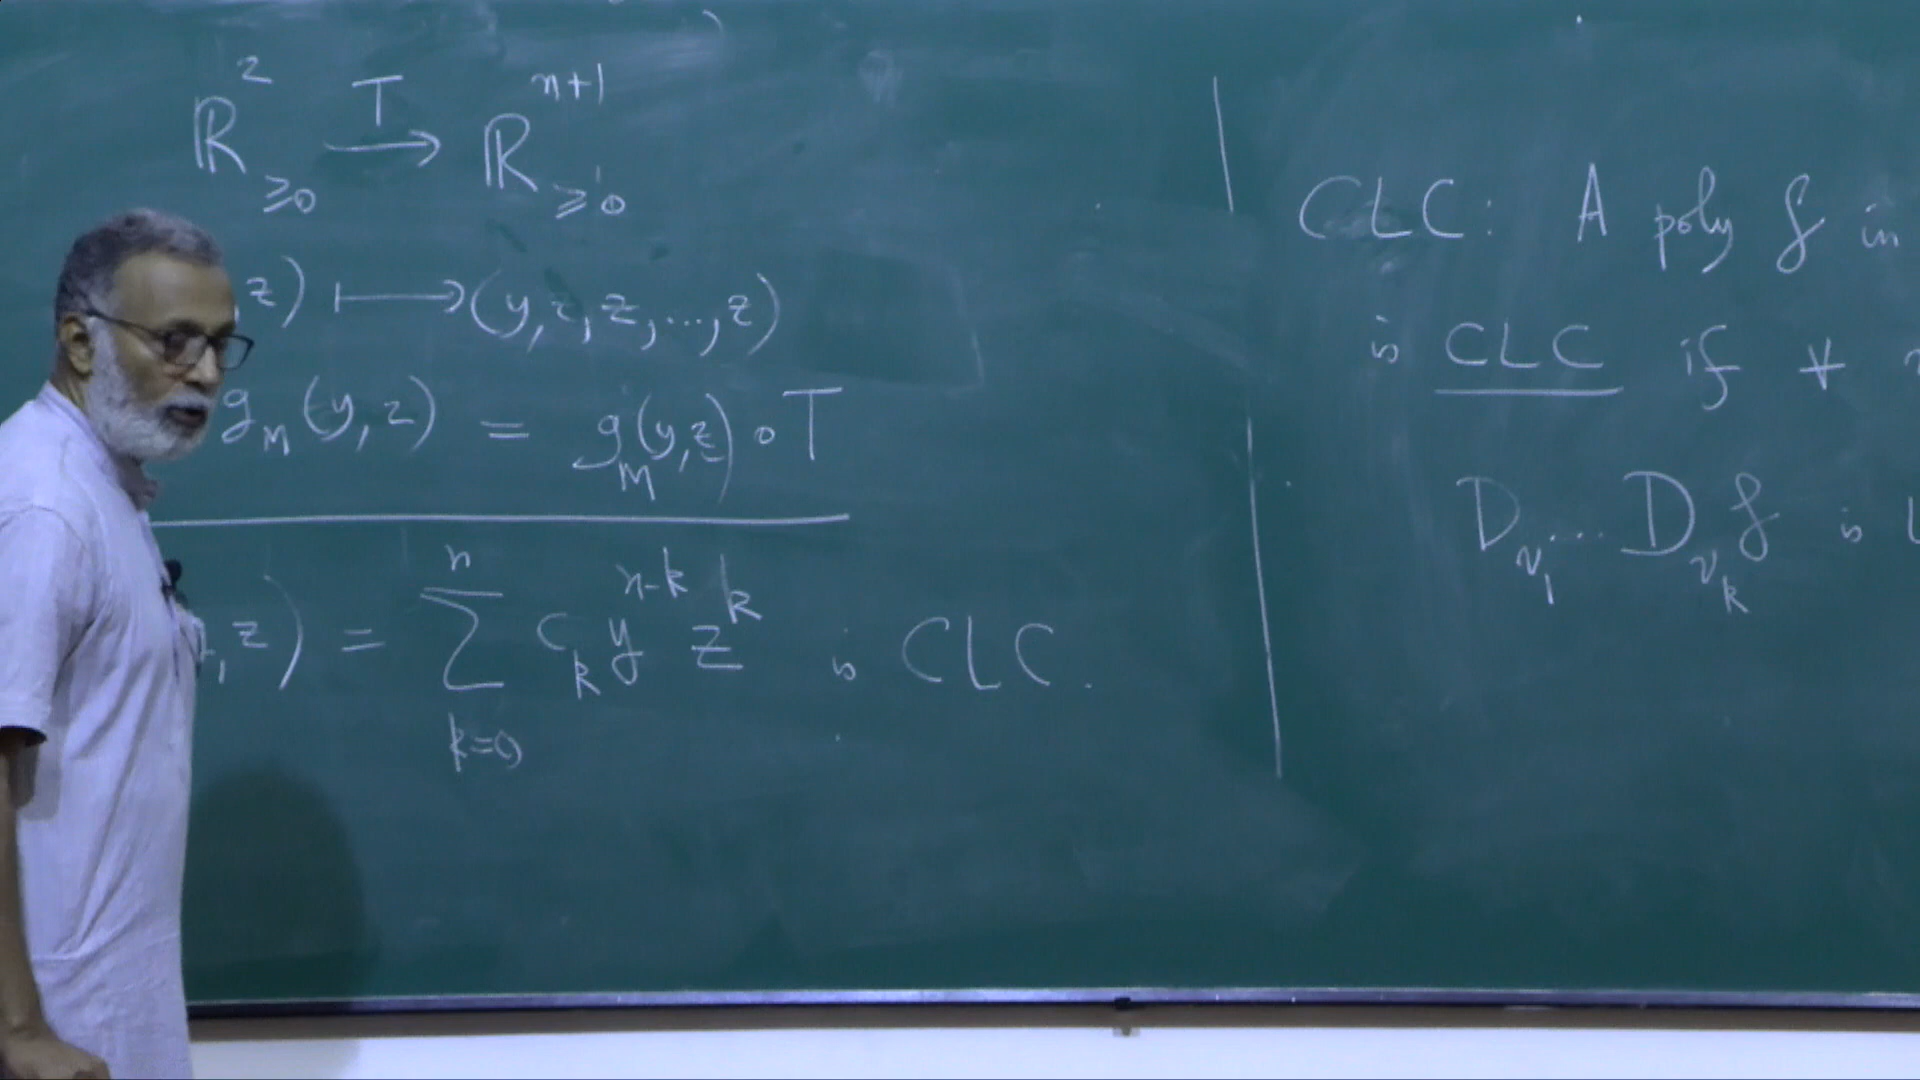 ℝ²_{≥0} —T→ ℝ^{n+1}_{≥0}
, z) ⟼ (y, z, z, ..., z)
g_M (y, z) = g_M (y, z) ∘ T
, z) = ∑_{k=0}^{n} c_k y^{n-k} z^k is CLC.
CLC: A poly f in
is CLC if ∀
D_{v_1} ... D_{v_k} f is